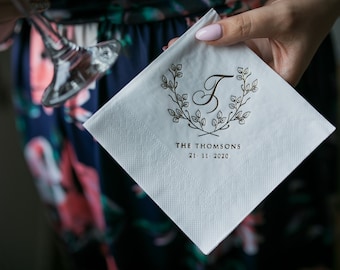 T
THE THOMSONS
21 · 11 · 2020